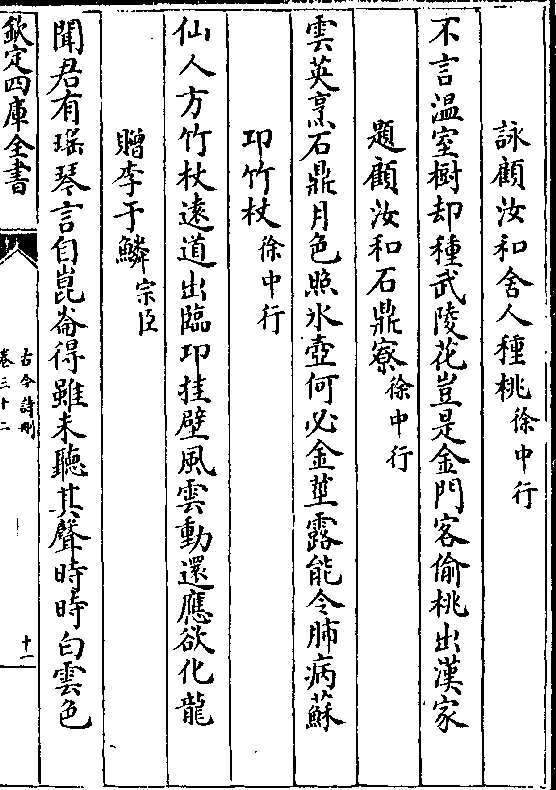 詠顧汝和舍人種桃徐中行
不言溫室樹却種武陵花豈是金門客偷桃出漢家
題顧汝和石鼎寮徐中行
雲英烹石鼎月色照氷壺何必金莖露能令肺病蘇
卭竹杖徐中行
仙人方竹杖遠道出臨卭挂壁風雲動還應欲化龍
贈李于鱗宗臣
聞君有瑶琴言自崑崙得雖未聽其聲時時白雲色
欽定四庫全書
古今詩刪
卷三十二
十一